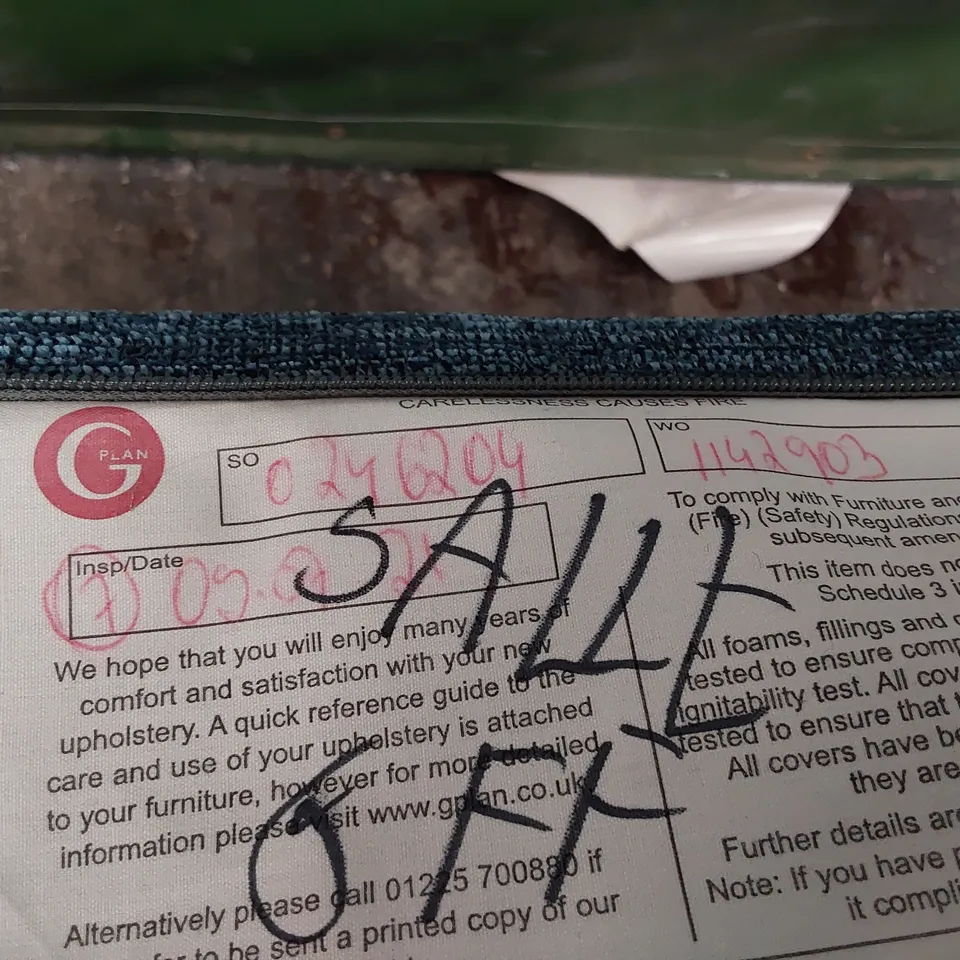 CARELESSNESS CAUSES FIRE
G PLAN
SO 0246204
WO 1142903
Insp/Date 7 09.
SALLY
OFF
We hope that you will enjoy many years of
comfort and satisfaction with your new
upholstery. A quick reference guide to the
care and use of your upholstery is attached
to your furniture, however for more detailed
information please visit www.gplan.co.uk
Alternatively please call 01225 700880 if
to be sent a printed copy of our
To comply with Furniture and
(Fire) (Safety) Regulations
subsequent amen
This item does no
Schedule 3 i
All foams, fillings and
tested to ensure comp
ignitability test. All cov
tested to ensure that
All covers have be
they are
Further details are
Note: If you have
it compli